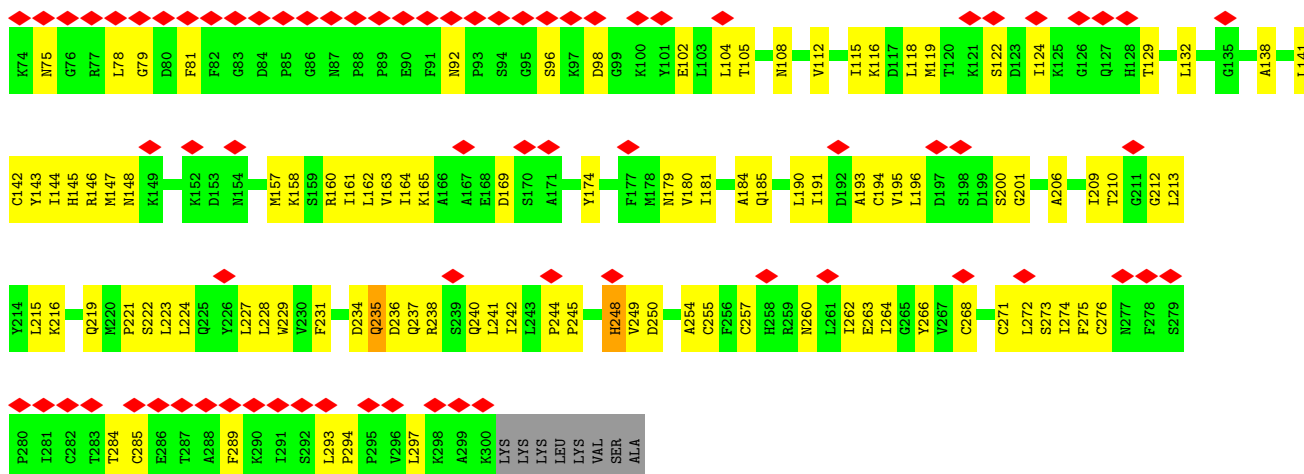 K74 N75 G76 R77 L78 G79 D80 F81 F82 G83 D84 P85 G86 N87 P88 P89 E90 F91 N92 P93 S94 G95 S96 K97 D98 G99 K100 Y101 E102 L103 L104 T105 N108 V112 I115 K116 D117 L118 M119 T120 K121 S122 D123 I124 K125 G126 Q127 H128 T129 L132 G135 A138 L141
C142 Y143 I144 H145 R146 M147 N148 K149 K152 D153 N154 M157 K158 S159 R160 I161 L162 V163 I164 K165 A166 A167 E168 D169 S170 A171 Y174 F177 M178 N179 V180 I181 A184 Q185 L190 I191 D192 A193 C194 V195 L196 D197 S198 D199 S200 G201 A206 I209 T210 G211 G212 L213
Y214 L215 K216 Q219 M220 P221 S222 L223 L224 Q225 Y226 L227 L228 W229 V230 F231 D234 Q235 D236 Q237 R238 S239 Q240 L241 I242 L243 P244 P245 H248 V249 D250 A254 C255 F256 C257 H258 R259 N260 L261 I262 E263 I264 G265 Y266 V267 C268 C271 L272 S273 I274 F275 C276 N277 P278 S279
P280 I281 C282 T283 T284 C285 E286 T287 A288 F289 K290 I291 S292 L293 P294 P295 V296 L297 K298 A299 K300 LYS LYS LYS LEU LYS VAL SER ALA